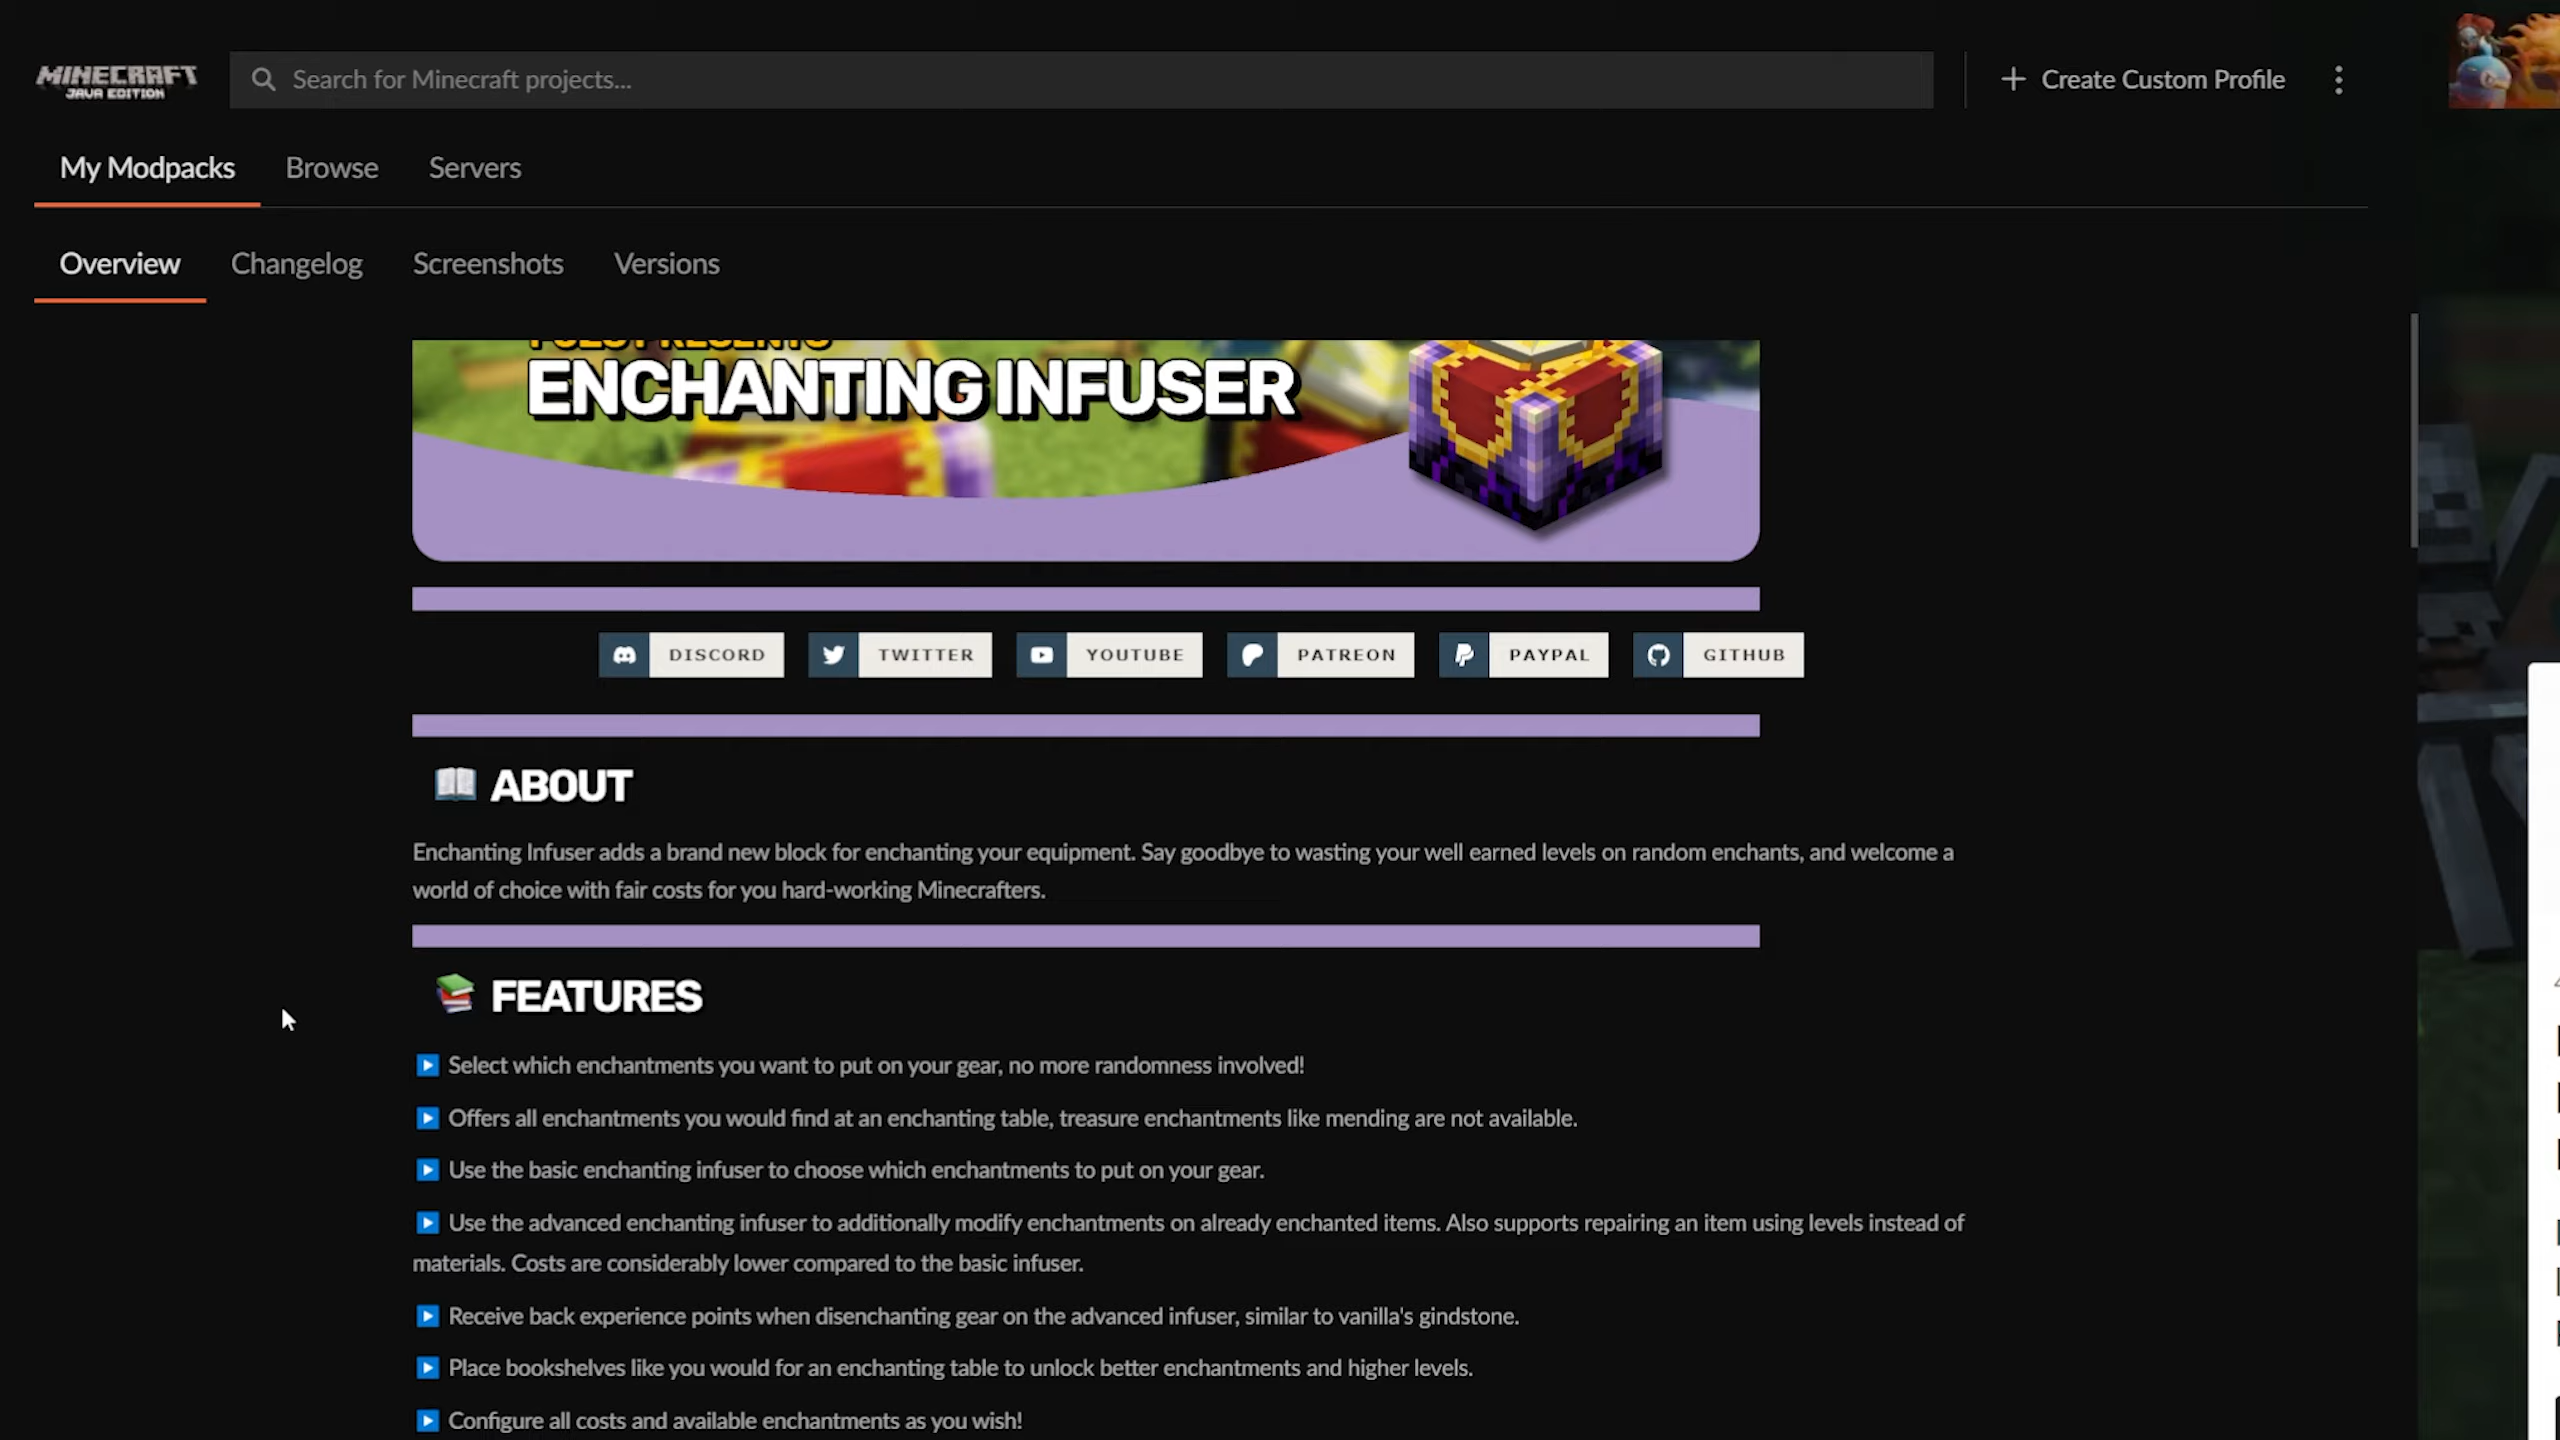 MINECRAFT
JAVA EDITION
Search for Minecraft projects...
Create Custom Profile
My Modpacks
Browse
Servers
Overview
Changelog
Screenshots
Versions
ENCHANTING INFUSER
DISCORD
TWITTER
YOUTUBE
PATREON
PAYPAL
GITHUB
ABOUT
Enchanting Infuser adds a brand new block for enchanting your equipment. Say goodbye to wasting your well earned levels on random enchants, and welcome a
world of choice with fair costs for you hard-working Minecrafters.
FEATURES
Select which enchantments you want to put on your gear, no more randomness involved!
Offers all enchantments you would find at an enchanting table, treasure enchantments like mending are not available.
Use the basic enchanting infuser to choose which enchantments to put on your gear.
Use the advanced enchanting infuser to additionally modify enchantments on already enchanted items. Also supports repairing an item using levels instead of
materials. Costs are considerably lower compared to the basic infuser.
Receive back experience points when disenchanting gear on the advanced infuser, similar to vanilla's gindstone.
Place bookshelves like you would for an enchanting table to unlock better enchantments and higher levels.
Configure all costs and available enchantments as you wish!